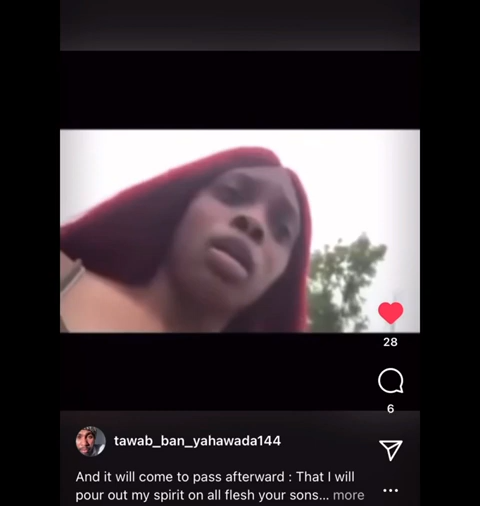 28
6
tawab_ban_yahawada144
And it will come to pass afterward : That I will
pour out my spirit on all flesh your sons... more